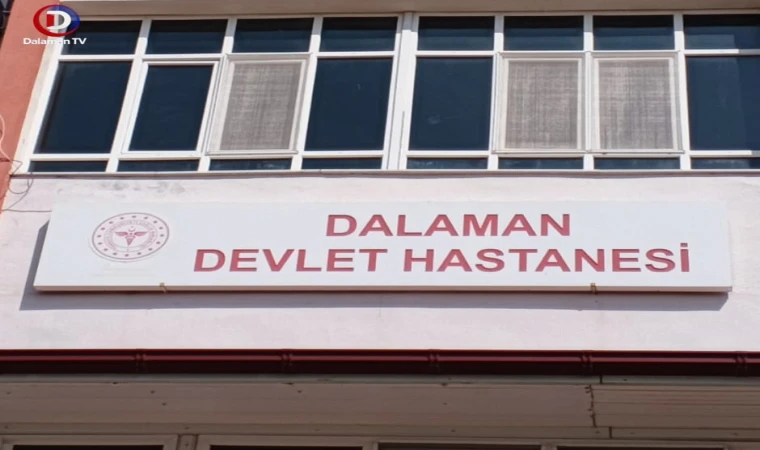 D
Dalaman TV
DALAMAN
DEVLET HASTANESİ